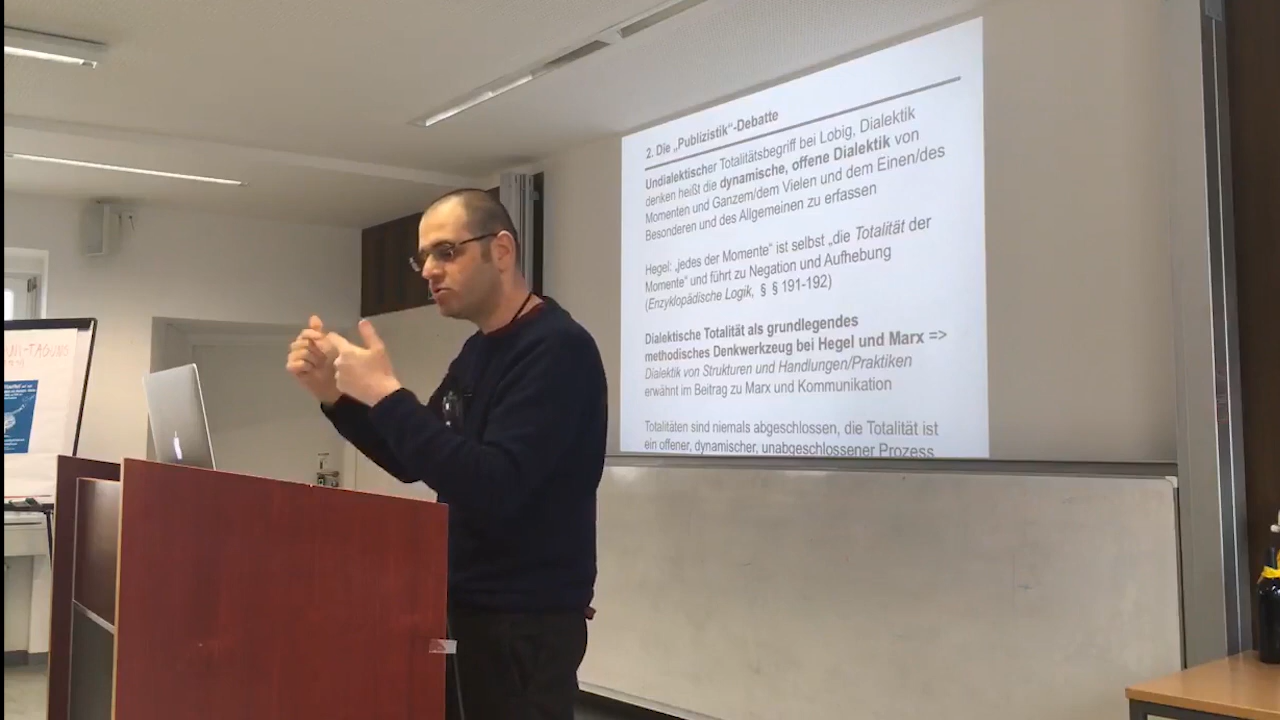 2. Die „Publizistik“-Debatte
Undialektischer Totalitätsbegriff bei Lobig, Dialektik
denken heißt die dynamische, offene Dialektik von
Momenten und Ganzem/dem Vielen und dem Einen/des
Besonderen und des Allgemeinen zu erfassen
Hegel: „jedes der Momente“ ist selbst „die Totalität der
Momente“ und führt zu Negation und Aufhebung
(Enzyklopädische Logik, § § 191-192)
Dialektische Totalität als grundlegendes
methodisches Denkwerkzeug bei Hegel und Marx =>
Dialektik von Strukturen und Handlungen/Praktiken
erwähnt im Beitrag zu Marx und Kommunikation
Totalitäten sind niemals abgeschlossen, die Totalität ist
ein offener, dynamischer, unabgeschlossener Prozess
-TAGUNG